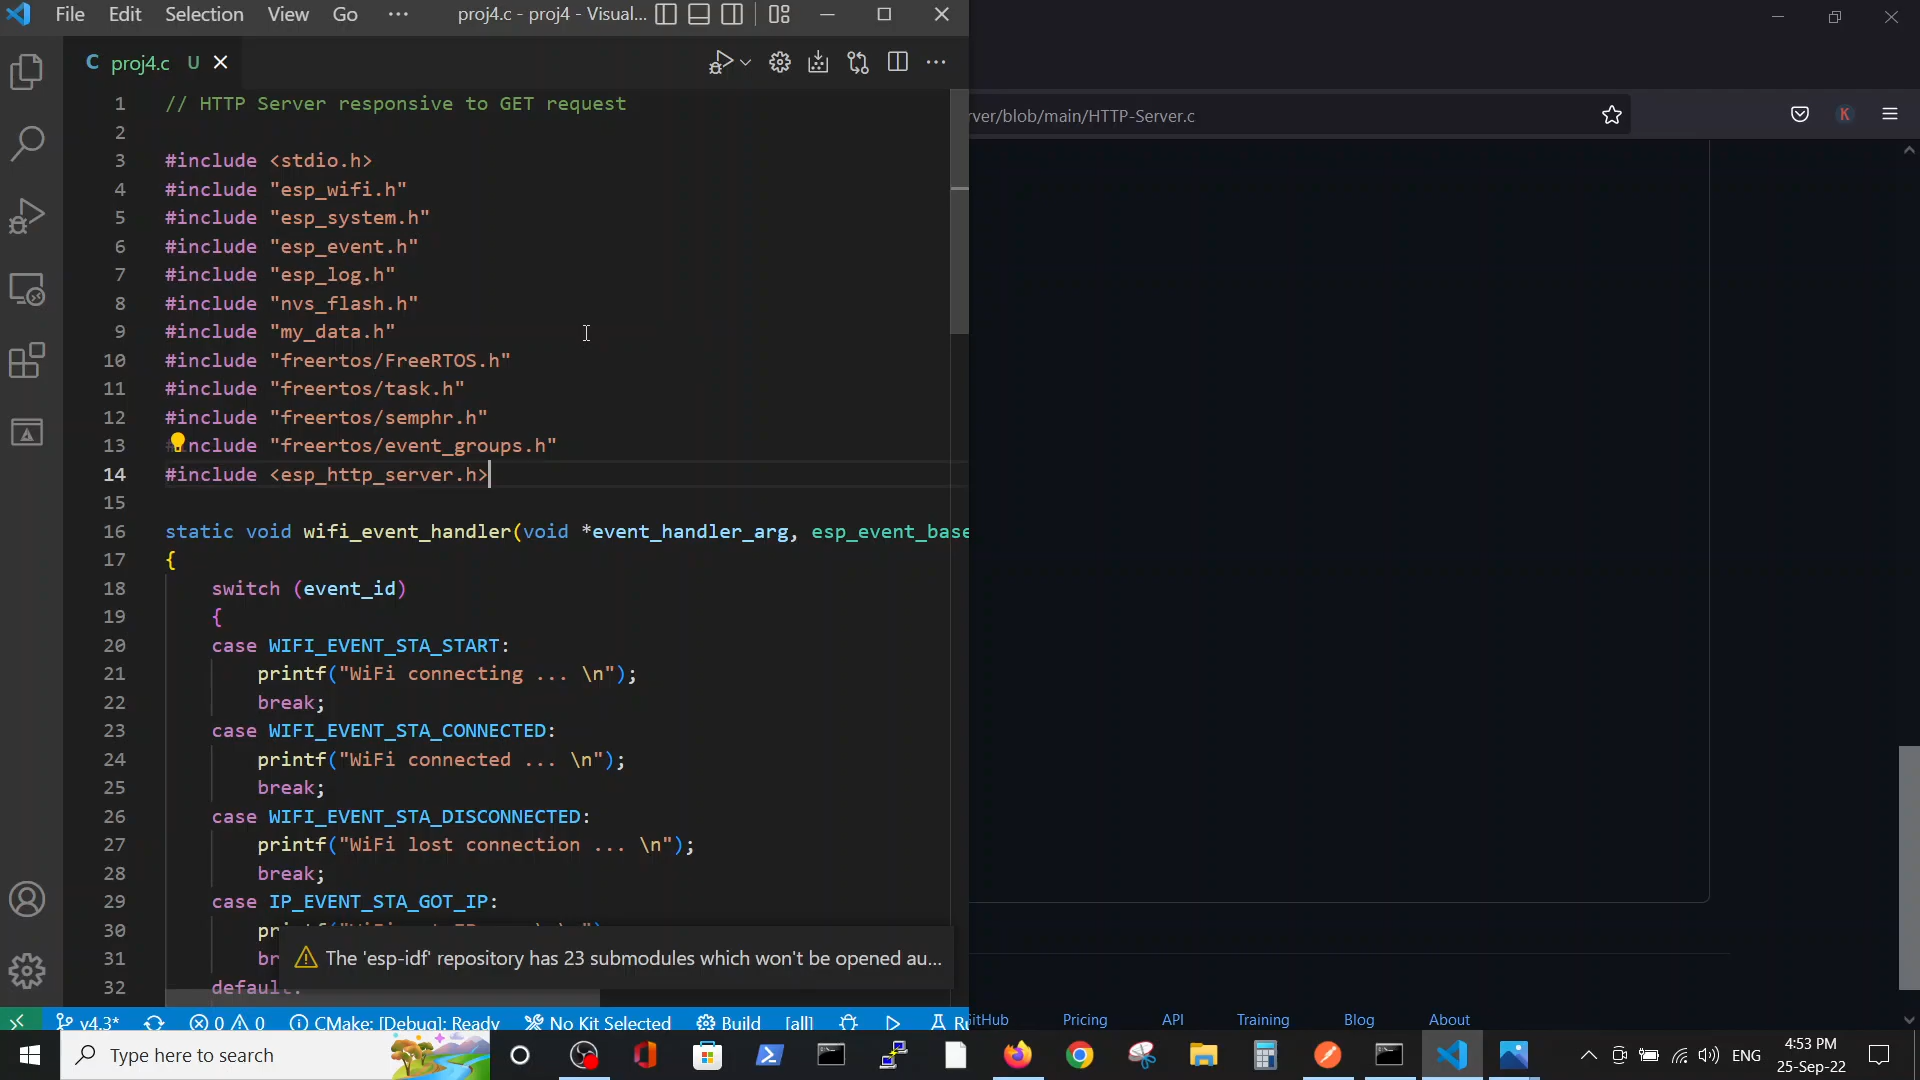 File Edit Selection View Go ··· proj4.c - proj4 - Visual...
C proj4.c U
1 // HTTP Server responsive to GET request
2
3 #include <stdio.h>
4 #include "esp_wifi.h"
5 #include "esp_system.h"
6 #include "esp_event.h"
7 #include "esp_log.h"
8 #include "nvs_flash.h"
9 #include "my_data.h"
10 #include "freertos/FreeRTOS.h"
11 #include "freertos/task.h"
12 #include "freertos/semphr.h"
13 #include "freertos/event_groups.h"
14 #include <esp_http_server.h>
15
16 static void wifi_event_handler(void *event_handler_arg, esp_event_base
17 {
18 switch (event_id)
19 {
20 case WIFI_EVENT_STA_START:
21 printf("WiFi connecting ... \n");
22 break;
23 case WIFI_EVENT_STA_CONNECTED:
24 printf("WiFi connected ... \n");
25 break;
26 case WIFI_EVENT_STA_DISCONNECTED:
27 printf("WiFi lost connection ... \n");
28 break;
29 case IP_EVENT_STA_GOT_IP:
30 pr
31 br
32 default:
The 'esp-idf' repository has 23 submodules which won't be opened au...
v4.3* 0 0 CMake: [Debug]: Ready No Kit Selected Build [all] Ru
rver/blob/main/HTTP-Server.c
K
GitHub Pricing API Training Blog About
Type here to search
ENG
4:53 PM
25-Sep-22